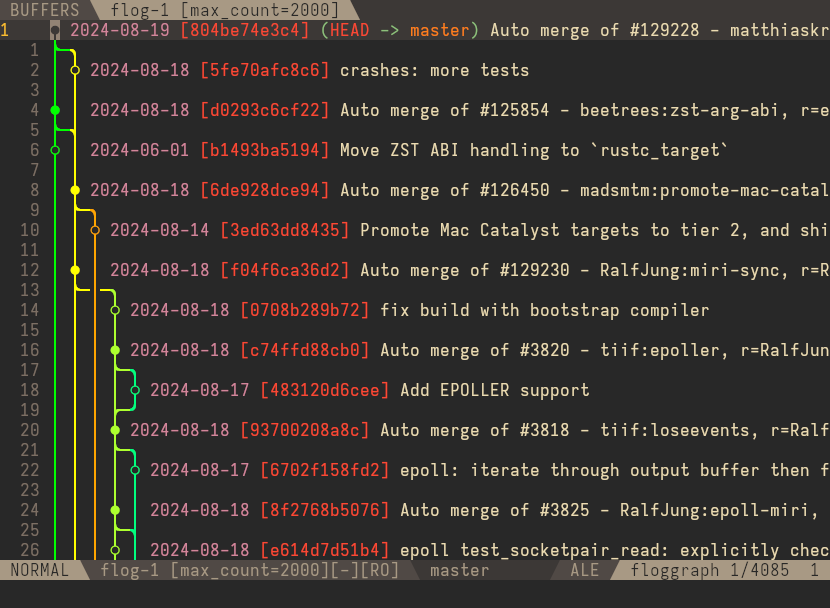 BUFFERS flog-1 [max_count=2000]
1 2024-08-19 [804be74e3c4] (HEAD -> master) Auto merge of #129228 - matthiaskr
1
2 2024-08-18 [5fe70afc8c6] crashes: more tests
3
4 2024-08-18 [d0293c6cf22] Auto merge of #125854 - beetrees:zst-arg-abi, r=e
5
6 2024-06-01 [b1493ba5194] Move ZST ABI handling to `rustc_target`
7
8 2024-08-18 [6de928dce94] Auto merge of #126450 - madsmtm:promote-mac-catal
9
10 2024-08-14 [3ed63dd8435] Promote Mac Catalyst targets to tier 2, and shi
11
12 2024-08-18 [f04f6ca36d2] Auto merge of #129230 - RalfJung:miri-sync, r=R
13
14 2024-08-18 [0708b289b72] fix build with bootstrap compiler
15
16 2024-08-18 [c74ffd88cb0] Auto merge of #3820 - tiif:epoller, r=RalfJun
17
18 2024-08-17 [483120d6cee] Add EPOLLER support
19
20 2024-08-18 [93700208a8c] Auto merge of #3818 - tiif:loseevents, r=Ralf
21
22 2024-08-17 [6702f158fd2] epoll: iterate through output buffer then f
23
24 2024-08-18 [8f2768b5076] Auto merge of #3825 - RalfJung:epoll-miri,
25
26 2024-08-18 [e614d7d51b4] epoll test_socketpair_read: explicitly chec
NORMAL flog-1 [max_count=2000][-][RO] master ALE floggraph 1/4085 1